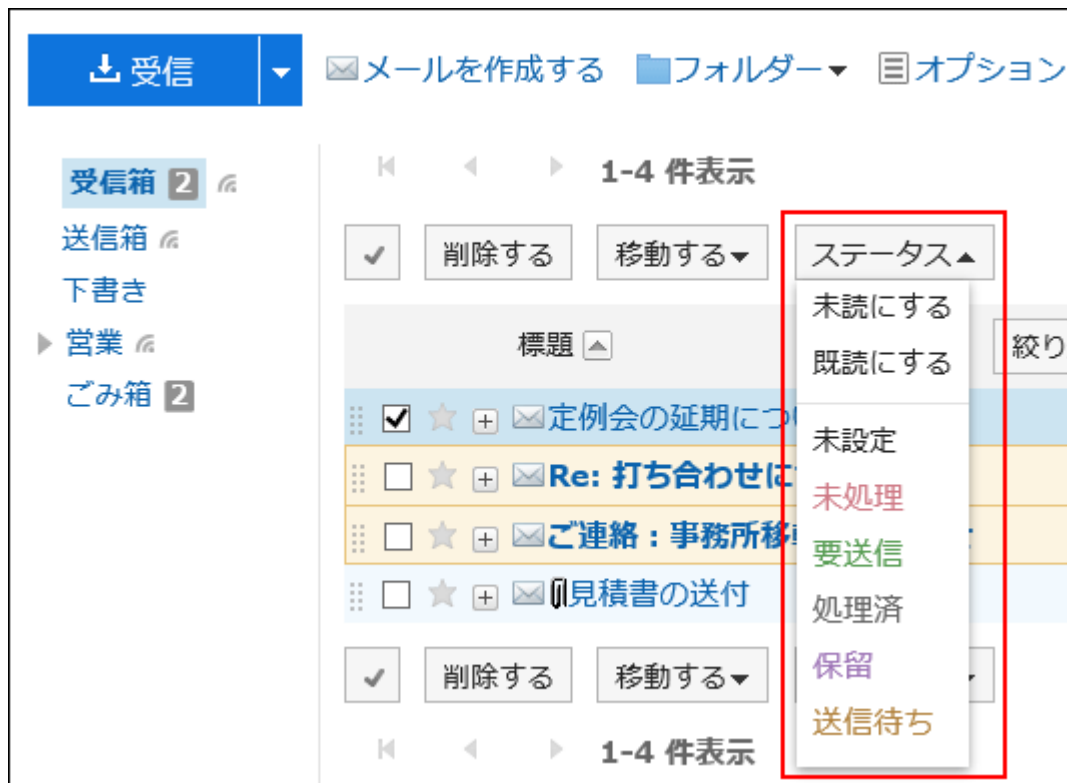 受信 メールを作成する フォルダー オプション
受信箱 2
送信箱
下書き
営業
ごみ箱 2
1-4 件表示
削除する 移動する ステータス
標題 絞り
定例会の延期につ
Re: 打ち合わせに
ご連絡：事務所移
見積書の送付
未読にする
既読にする
未設定
未処理
要送信
処理済
保留
送信待ち
削除する 移動する
1-4 件表示